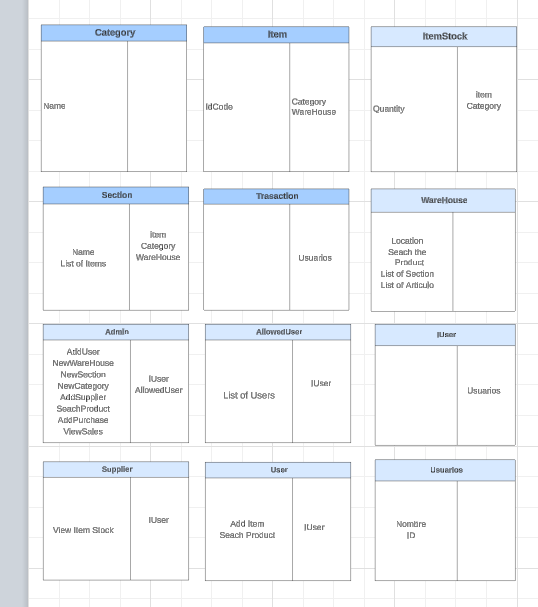 Category
Name
Item
IdCode
Category
WareHouse
ItemStock
Quantity
Item
Category
Section
Name
List of Items
Item
Category
WareHouse
Trasaction
Usuarios
WareHouse
Location
Seach the
Product
List of Section
List of Articulo
Admin
AddUser
NewWareHouse
NewSection
NewCategory
AddSupplier
SeachProduct
AddPurchase
ViewSales
IUser
AllowedUser
AllowedUser
List of Users
IUser
IUser
Usuarios
Supplier
View Item Stock
IUser
User
Add Item
Seach Product
IUser
Usuarios
Nombre
ID